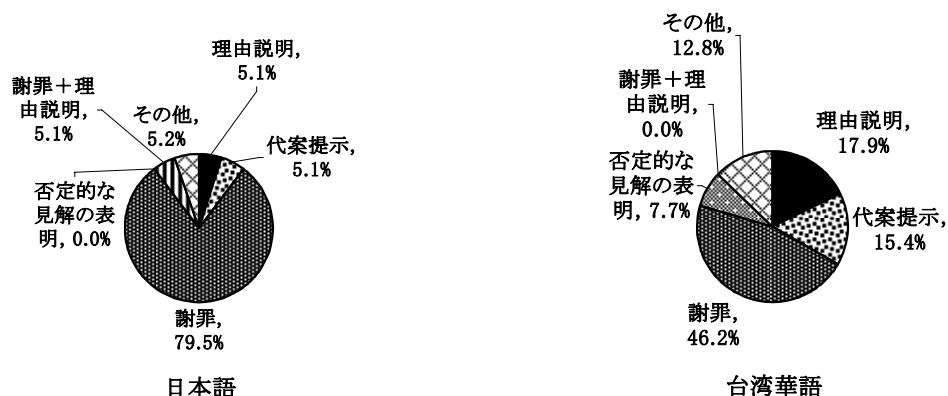 理由説明,
5.1%
謝罪＋理
由説明,
5.1%
その他,
5.2%
代案提示,
5.1%
否定的な
見解の表
明, 0.0%
謝罪,
79.5%
日本語
その他,
12.8%
謝罪＋理
由説明,
0.0%
理由説明,
17.9%
否定的な
見解の表
明, 7.7%
代案提示,
15.4%
謝罪,
46.2%
台湾華語